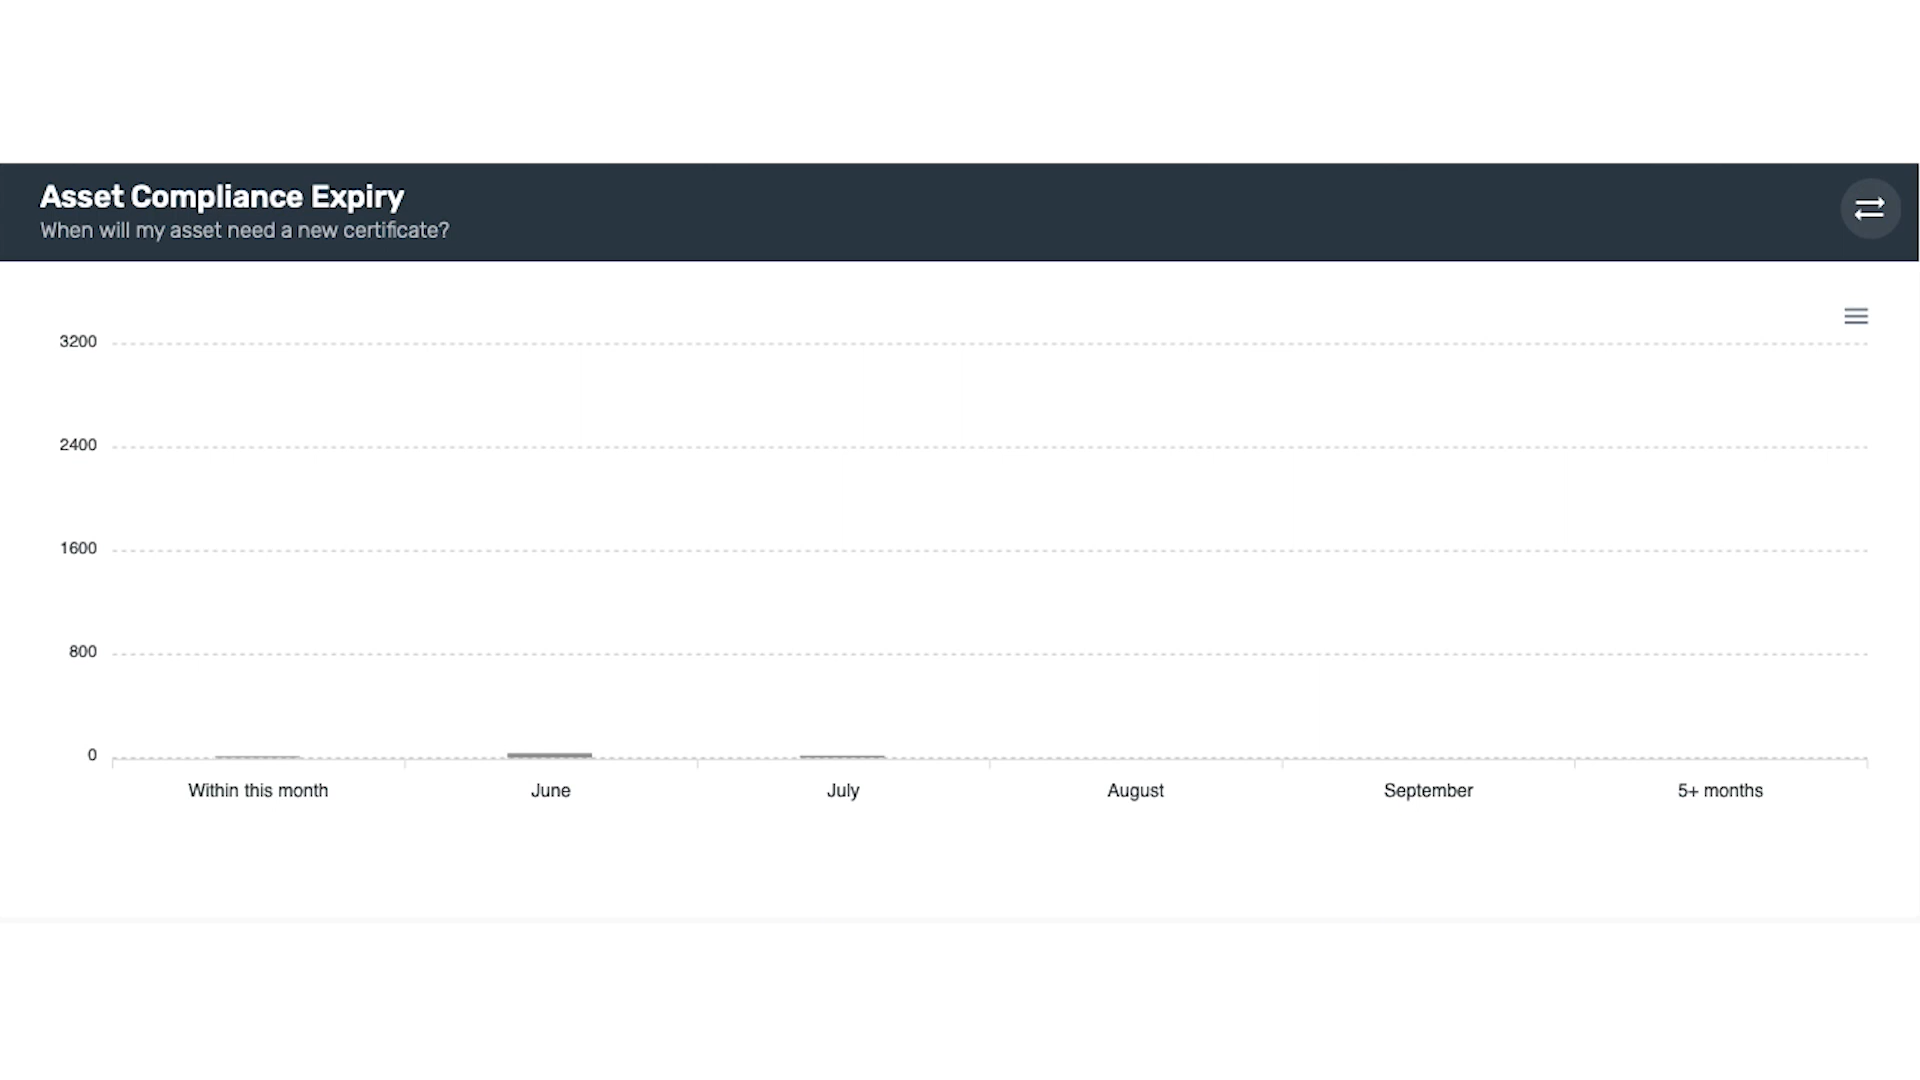 Asset Compliance Expiry
When will my asset need a new certificate?
3200
2400
1600
800
0
Within this month June July August September 5+ months